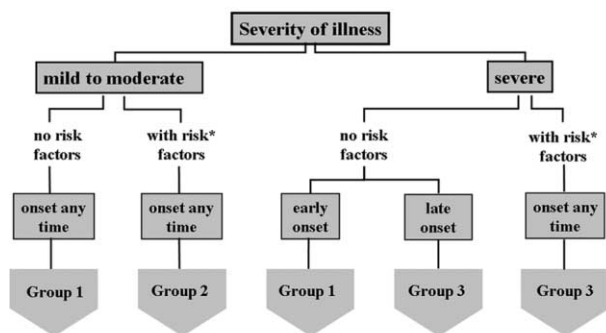 Severity of illness
mild to moderate
severe
no risk
factors
with risk*
factors
no risk
factors
with risk*
factors
onset any
time
onset any
time
early
onset
late
onset
onset any
time
Group 1
Group 2
Group 1
Group 3
Group 3